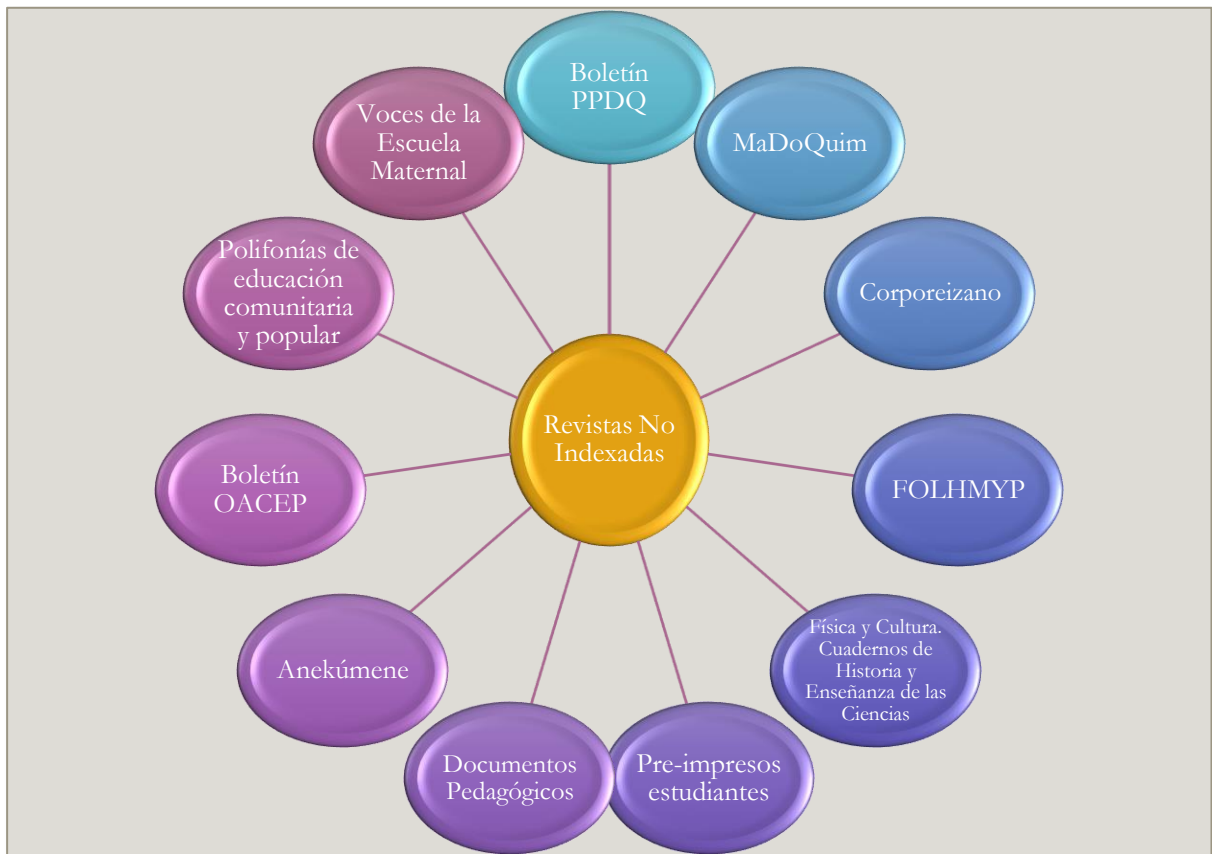 Boletín
PPDQ
MaDoQuim
Corporeizano
FOLHMYP
Física y Cultura.
Cuadernos de
Historia y
Enseñanza de las
Ciencias
Pre-impresos
estudiantes
Documentos
Pedagógicos
Anekúmene
Boletín
OACEP
Polifonías de
educación
comunitaria
y popular
Voces de la
Escuela
Maternal
Revistas No
Indexadas